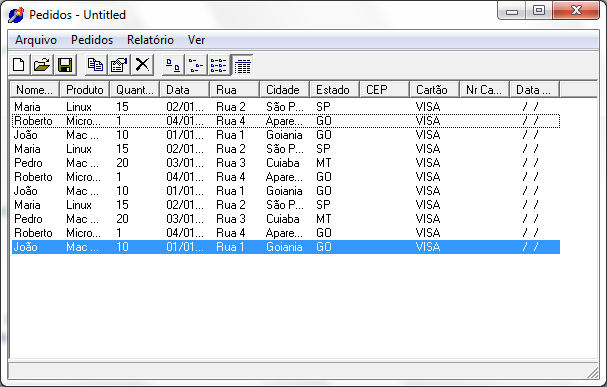 Pedidos - Untitled
Arquivo Pedidos Relatório Ver
Nome... Produto Quant... Data Rua Cidade Estado CEP Cartão Nr Ca... Data ...
Maria Linux 15 02/01... Rua 2 São P... SP VISA / /
Roberto Micro... 1 04/01... Rua 4 Apare... GO VISA / /
João Mac ... 10 01/01... Rua 1 Goiania GO VISA / /
Maria Linux 15 02/01... Rua 2 São P... SP VISA / /
Pedro Mac ... 20 03/01... Rua 3 Cuiaba MT VISA / /
Roberto Micro... 1 04/01... Rua 4 Apare... GO VISA / /
João Mac ... 10 01/01... Rua 1 Goiania GO VISA / /
Maria Linux 15 02/01... Rua 2 São P... SP VISA / /
Pedro Mac ... 20 03/01... Rua 3 Cuiaba MT VISA / /
Roberto Micro... 1 04/01... Rua 4 Apare... GO VISA / /
João Mac ... 10 01/01... Rua 1 Goiania GO VISA / /